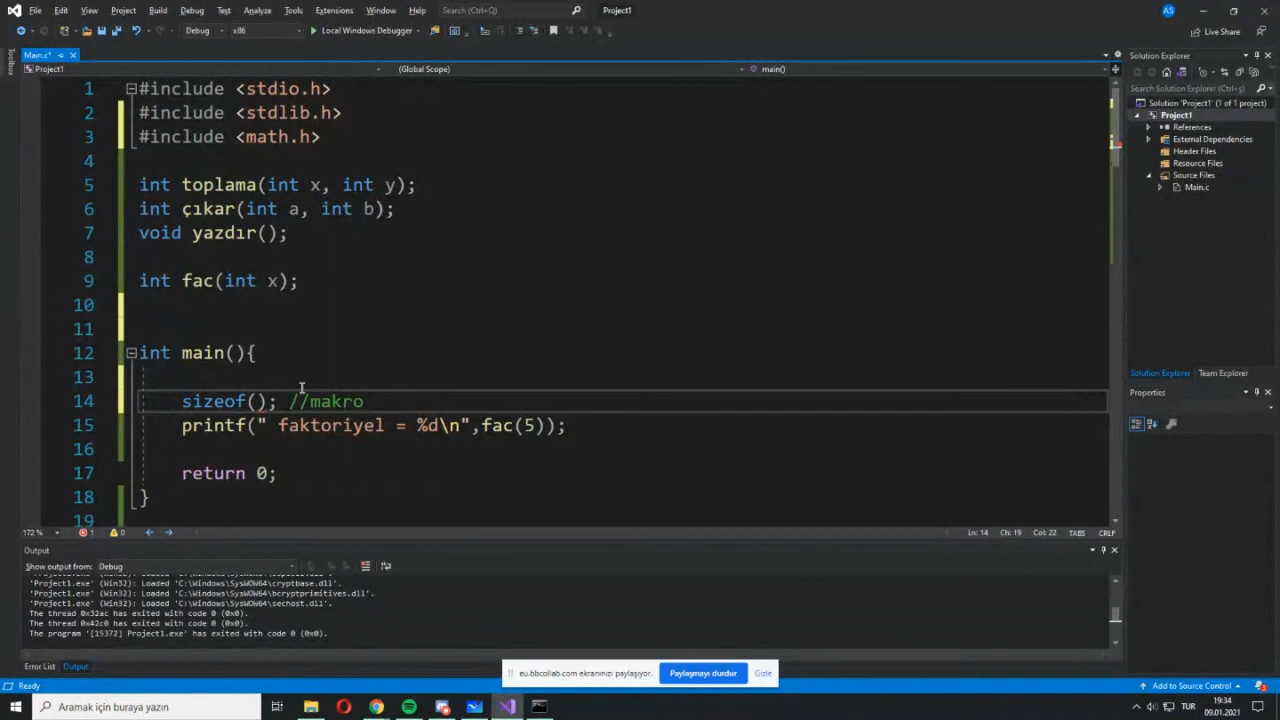 File Edit View Project Build Debug Test Analyze Tools Extensions Window Help Search (Ctrl+Q) Project1 AS
Debug x86 Local Windows Debugger Live Share
Main.c* Solution Explorer
Project1 (Global Scope) main()
Toolbox
Search Solution Explorer (Ctrl+ş)
Solution 'Project1' (1 of 1 project)
Project1
References
External Dependencies
Header Files
Resource Files
Source Files
Main.c
1 #include <stdio.h>
2 #include <stdlib.h>
3 #include <math.h>
4
5 int toplama(int x, int y);
6 int çıkar(int a, int b);
7 void yazdır();
8
9 int fac(int x);
10
11
12 int main(){
13
14 sizeof(); //makro
15 printf(" faktoriyel = %d\n",fac(5));
16
17 return 0;
18 }
19
Solution Explorer Team Explorer
Properties
172 % 1 0 Ln: 14 Ch: 19 Col: 22 TABS CRLF
Output
Show output from: Debug
'Project1.exe' (Win32): Loaded 'C:\Windows\SysWOW64\cryptbase.dll'.
'Project1.exe' (Win32): Loaded 'C:\Windows\SysWOW64\bcryptprimitives.dll'.
'Project1.exe' (Win32): Loaded 'C:\Windows\SysWOW64\sechost.dll'.
The thread 0x32ac has exited with code 0 (0x0).
The thread 0x42c0 has exited with code 0 (0x0).
The program '[15372] Project1.exe' has exited with code 0 (0x0).
Error List Output
eu.bbcollab.com ekranınızı paylaşıyor. Paylaşmayı durdur Gizle
Ready Add to Source Control 3
Aramak için buraya yazın TUR 19:34
09.01.2021